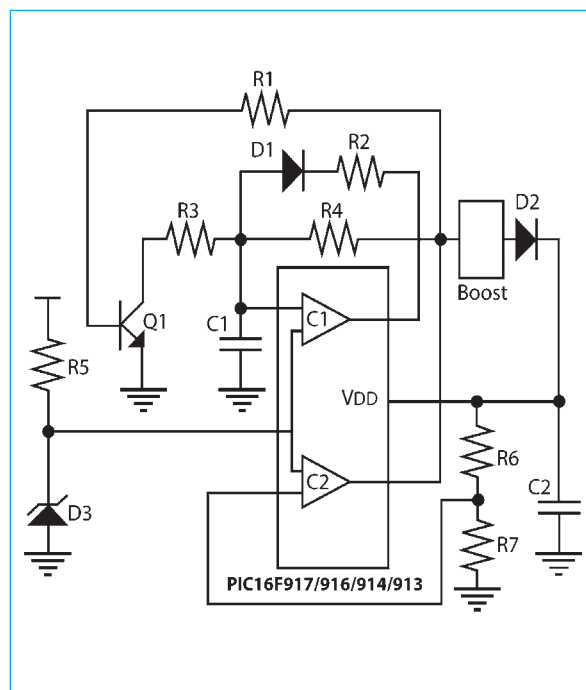 R1
D1
R2
R3
R4
D2
Boost
Q1
C1
C1
R5
VDD
R6
C2
C2
D3
R7
PIC16F917/916/914/913